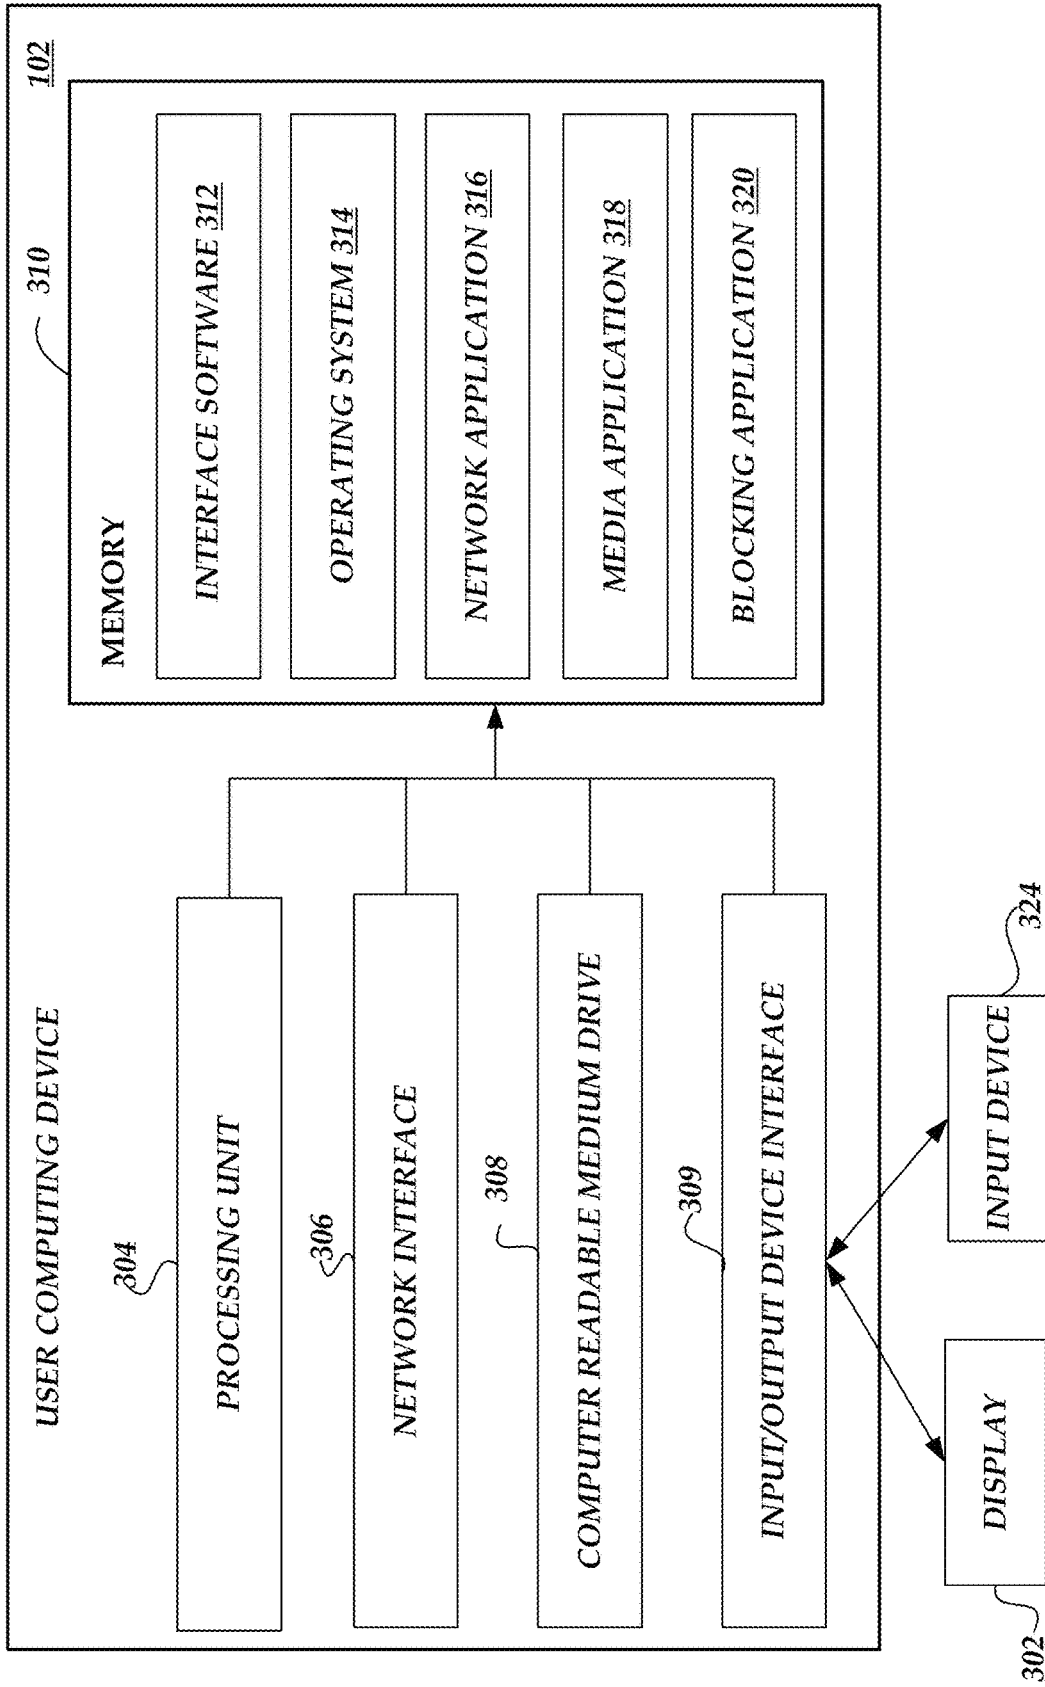 USER COMPUTING DEVICE
102
304
PROCESSING UNIT
306
NETWORK INTERFACE
308
COMPUTER READABLE MEDIUM DRIVE
309
INPUT/OUTPUT DEVICE INTERFACE
310
MEMORY
INTERFACE SOFTWARE 312
OPERATING SYSTEM 314
NETWORK APPLICATION 316
MEDIA APPLICATION 318
BLOCKING APPLICATION 320
302
DISPLAY
INPUT DEVICE
324